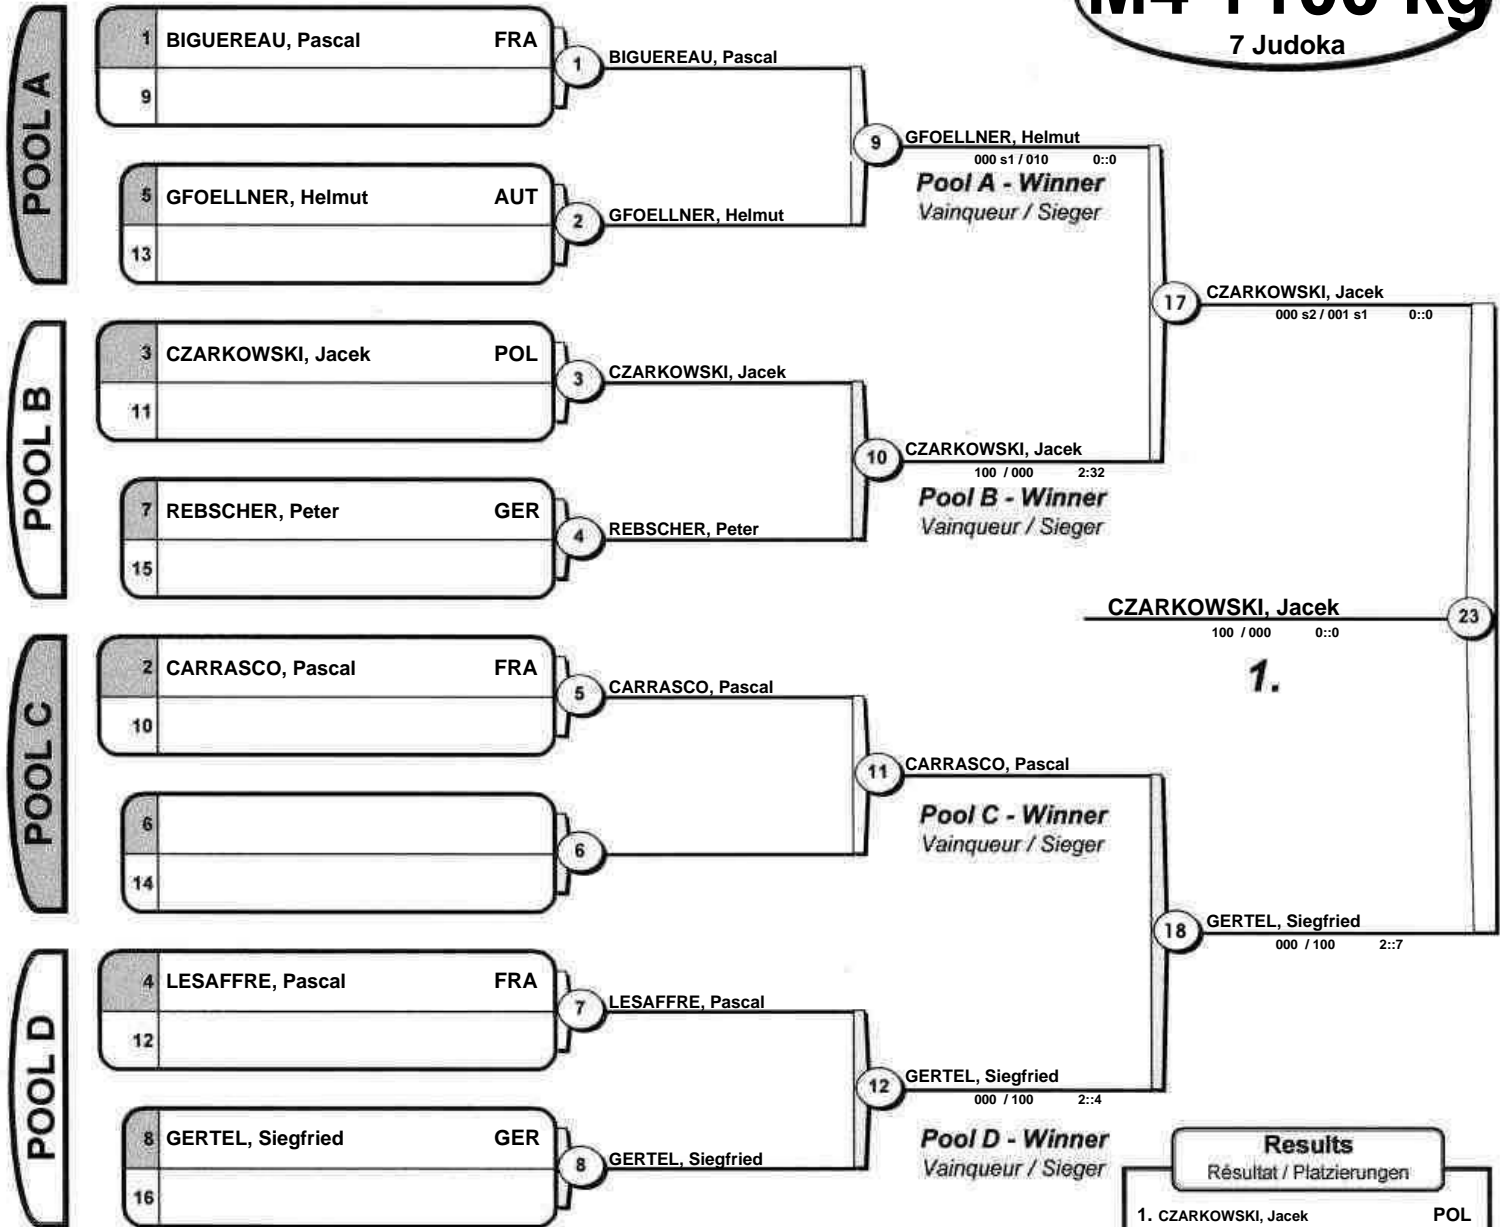 M4 +100 kg
7 Judoka
POOL A
1 BIGUEREAU, Pascal FRA
9
5 GFOELLNER, Helmut AUT
13
1 BIGUEREAU, Pascal
2 GFOELLNER, Helmut
9 GFOELLNER, Helmut
000 s1 / 010 0::0
Pool A - Winner
Vainqueur / Sieger
POOL B
3 CZARKOWSKI, Jacek POL
11
7 REBSCHER, Peter GER
15
3 CZARKOWSKI, Jacek
4 REBSCHER, Peter
10 CZARKOWSKI, Jacek
100 / 000 2:32
Pool B - Winner
Vainqueur / Sieger
17 CZARKOWSKI, Jacek
000 s2 / 001 s1 0::0
CZARKOWSKI, Jacek 23
100 / 000 0::0
1.
POOL C
2 CARRASCO, Pascal FRA
10
6
14
5 CARRASCO, Pascal
6
11 CARRASCO, Pascal
Pool C - Winner
Vainqueur / Sieger
POOL D
4 LESAFFRE, Pascal FRA
12
8 GERTEL, Siegfried GER
16
7 LESAFFRE, Pascal
8 GERTEL, Siegfried
12 GERTEL, Siegfried
000 / 100 2::4
Pool D - Winner
Vainqueur / Sieger
18 GERTEL, Siegfried
000 / 100 2::7
Results
Résultat / Platzierungen
1. CZARKOWSKI, Jacek POL